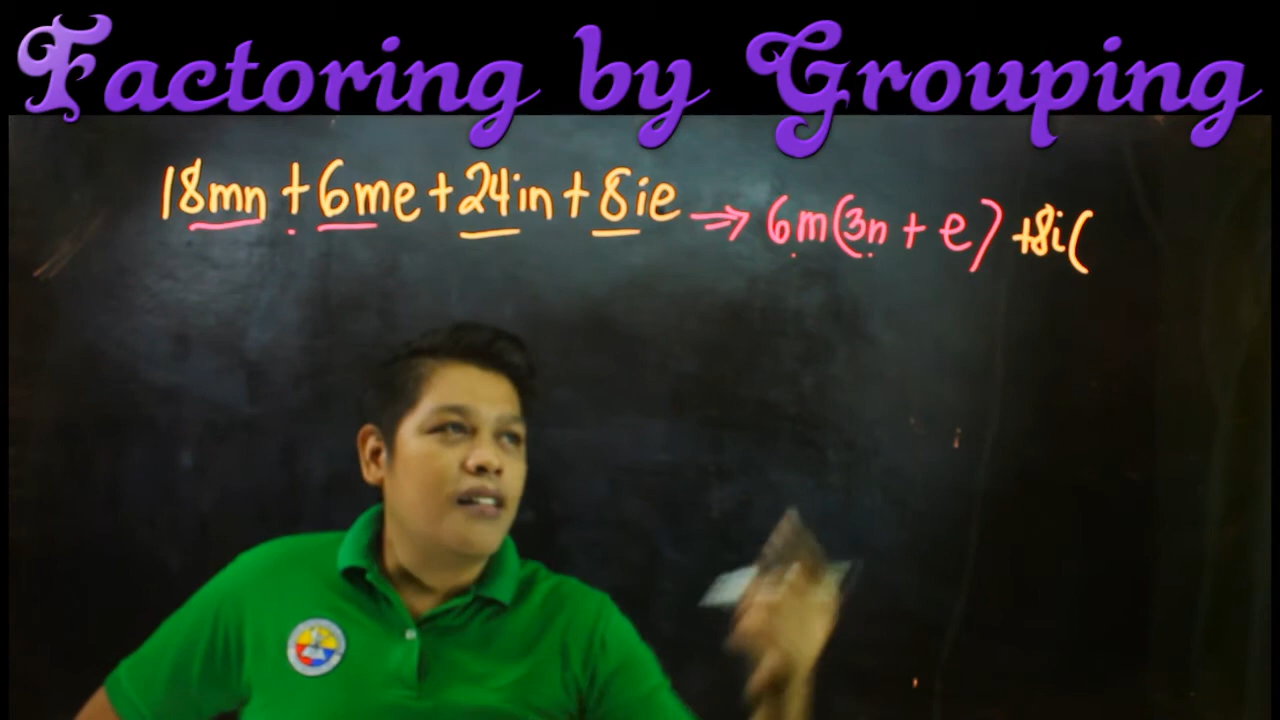 Factoring by Grouping
18mn + 6me + 24in + 8ie ⇒ 6m(3n + e) +8i(